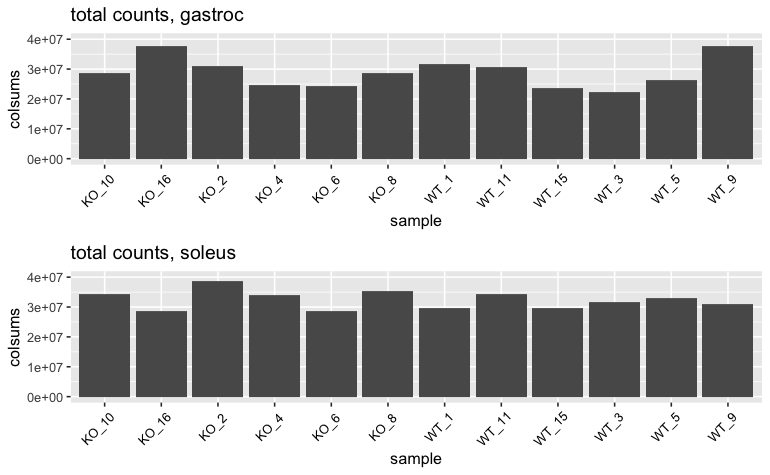 total counts, gastroc
colsums
4e+07
3e+07
2e+07
1e+07
0e+00
KO_10 KO_16 KO_2 KO_4 KO_6 KO_8 WT_1 WT_11 WT_15 WT_3 WT_5 WT_9
sample
total counts, soleus
colsums
4e+07
3e+07
2e+07
1e+07
0e+00
KO_10 KO_16 KO_2 KO_4 KO_6 KO_8 WT_1 WT_11 WT_15 WT_3 WT_5 WT_9
sample